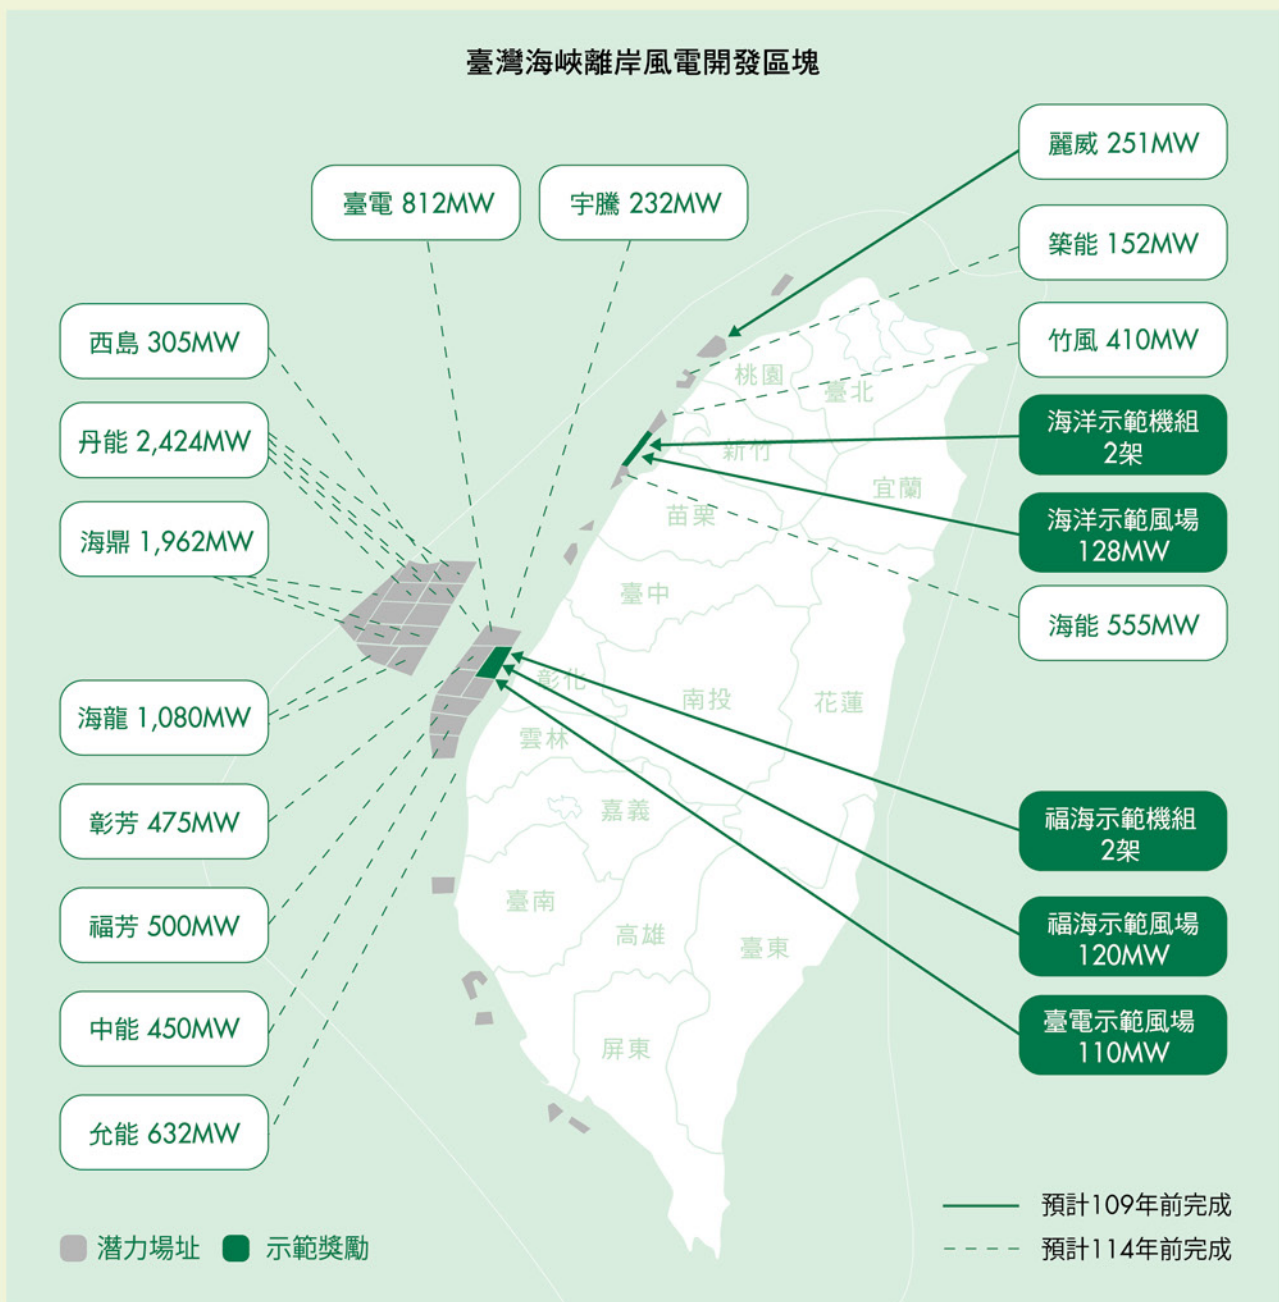 臺灣海峽離岸風電開發區塊
麗威 251MW
臺電 812MW
宇騰 232MW
築能 152MW
西島 305MW
竹風 410MW
丹能 2,424MW
海洋示範機組
2架
海鼎 1,962MW
海洋示範風場
128MW
海能 555MW
海龍 1,080MW
彰芳 475MW
福海示範機組
2架
福芳 500MW
福海示範風場
120MW
中能 450MW
臺電示範風場
110MW
允能 632MW
桃園
臺北
新竹
宜蘭
苗栗
臺中
彰化
南投
花蓮
雲林
嘉義
臺南
高雄
臺東
屏東
潛力場址
示範獎勵
預計109年前完成
預計114年前完成